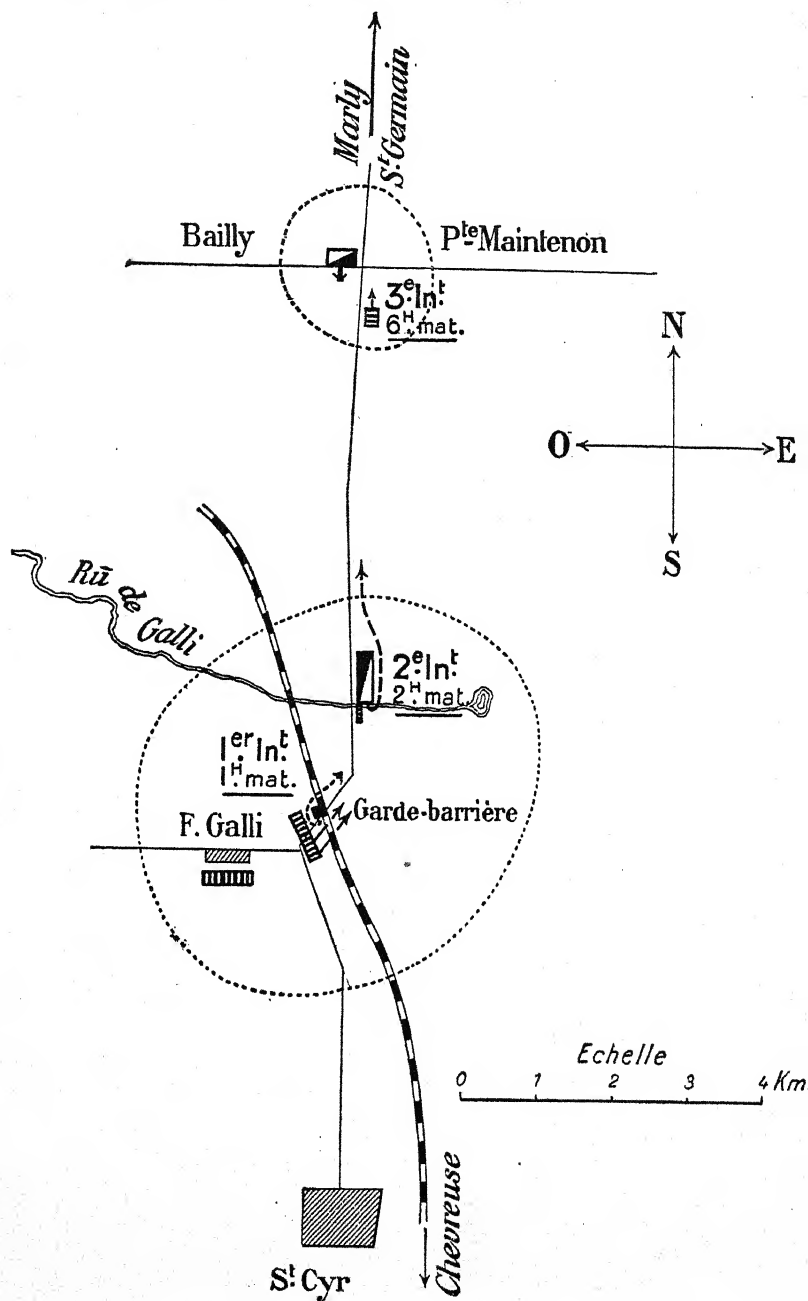 Marly
St Germain
Bailly
Pte Maintenon
3e. Int.
6H. mat.
N
O
E
S
Rū de Galli
2e. Int.
2H. mat.
1er. Int.
1H. mat.
Garde-barrière
F. Galli
Echelle
0 1 2 3 4 Km
Chevreuse
St. Cyr